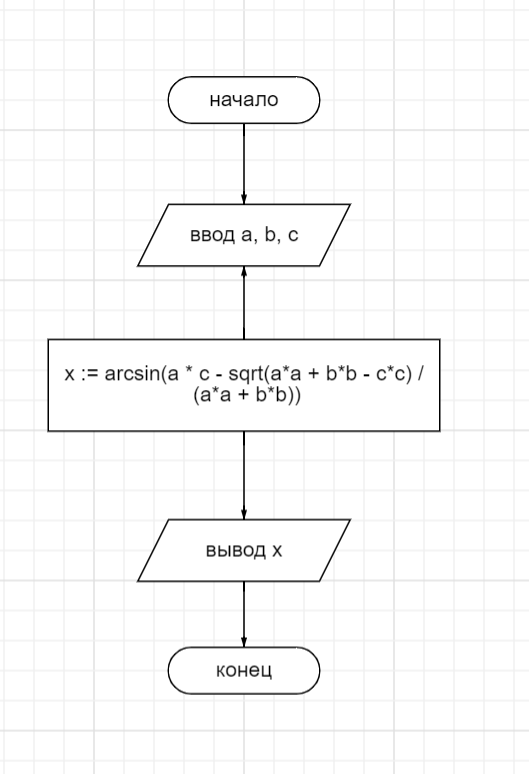 начало
ввод a, b, c
x := arcsin(a * c - sqrt(a*a + b*b - c*c) /
(a*a + b*b))
вывод x
конец